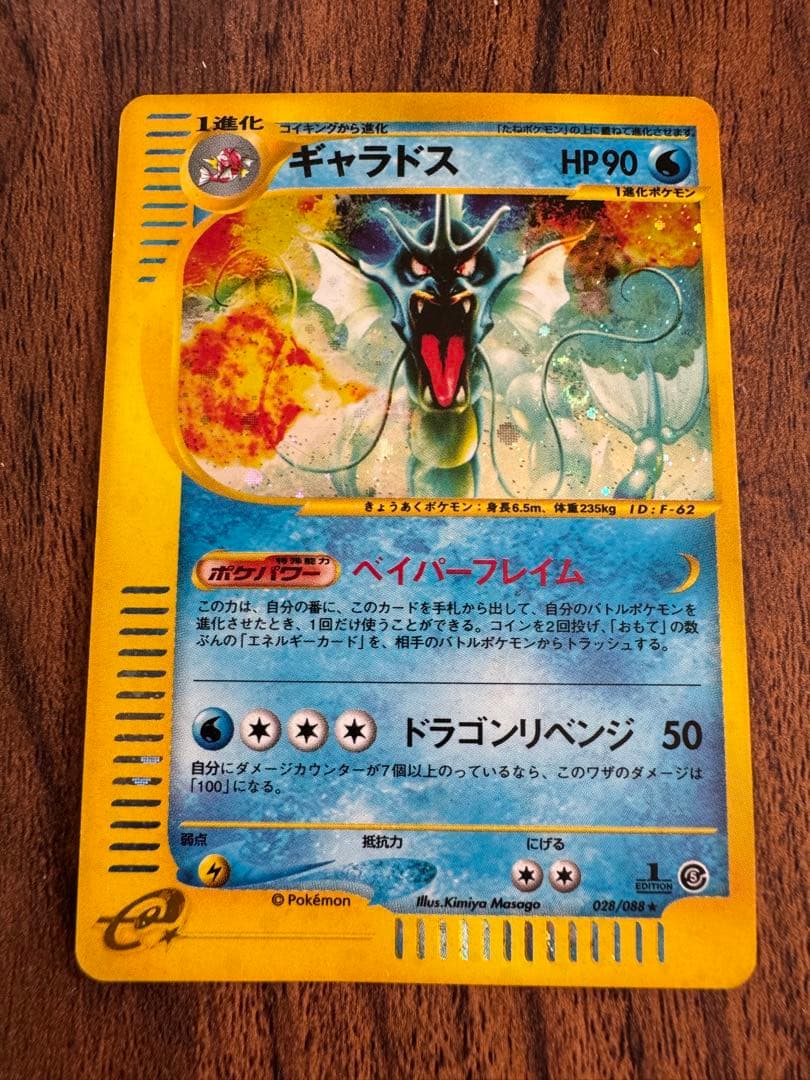 1進化 コイキングから進化 「たねポケモン」の上に重ねて進化させます。
ギャラドス HP90
1進化ポケモン
きょうあくポケモン：身長6.5m、体重235kg ID:F-62
特殊能力
ポケパワー ベイパーフレイム
この力は、自分の番に、このカードを手札から出して、自分のバトルポケモンを
進化させたとき、1回だけ使うことができる。コインを2回投げ、「おもて」の数
ぶんの「エネルギーカード」を、相手のバトルポケモンからトラッシュする。
ドラゴンリベンジ 50
自分にダメージカウンターが7個以上のっているなら、このワザのダメージは
「100」になる。
弱点 抵抗力 にげる
1
EDITION
S
©Pokémon Illus.Kimiya Masago 028/088★
e